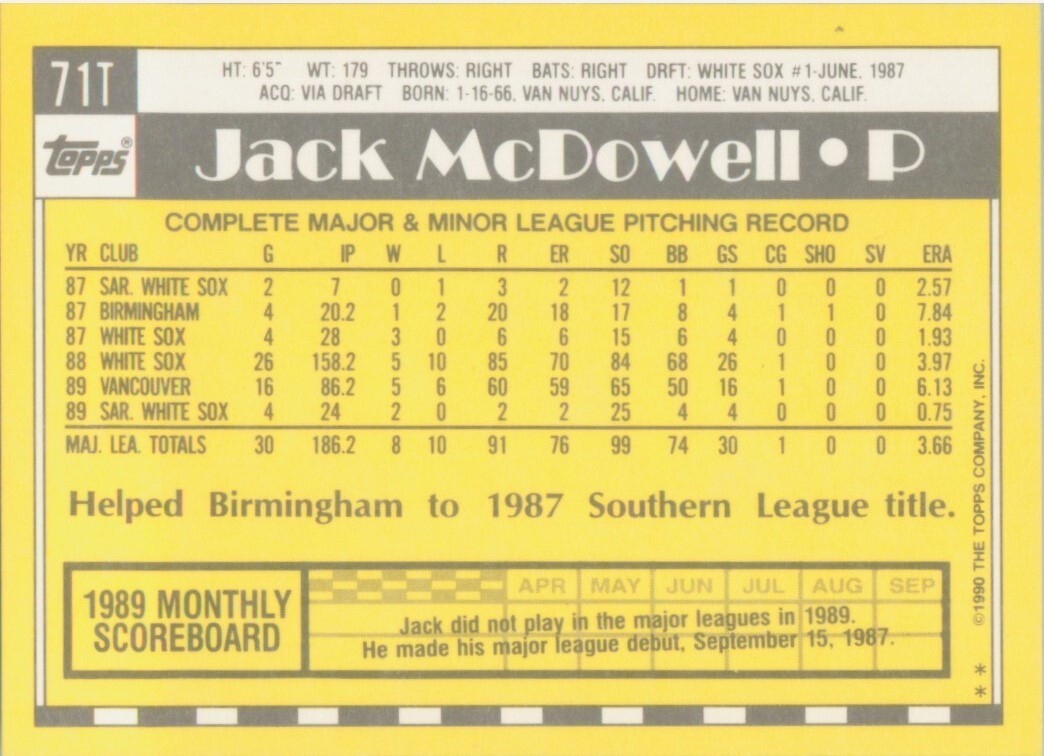 71T
HT: 6'5" WT: 179 THROWS: RIGHT BATS: RIGHT DRFT: WHITE SOX #1-JUNE, 1987
ACQ: VIA DRAFT BORN: 1-16-66, VAN NUYS, CALIF. HOME: VAN NUYS, CALIF.
topps® Jack McDowell • P
COMPLETE MAJOR & MINOR LEAGUE PITCHING RECORD
YR CLUB G IP W L R ER SO BB GS CG SHO SV ERA
87 SAR. WHITE SOX 2 7 0 1 3 2 12 1 1 0 0 0 2.57
87 BIRMINGHAM 4 20.2 1 2 20 18 17 8 4 1 1 0 7.84
87 WHITE SOX 4 28 3 0 6 6 15 6 4 0 0 0 1.93
88 WHITE SOX 26 158.2 5 10 85 70 84 68 26 1 0 0 3.97
89 VANCOUVER 16 86.2 5 6 60 59 65 50 16 1 0 0 6.13
89 SAR. WHITE SOX 4 24 2 0 2 2 25 4 4 0 0 0 0.75
MAJ. LEA. TOTALS 30 186.2 8 10 91 76 99 74 30 1 0 0 3.66
Helped Birmingham to 1987 Southern League title.
1989 MONTHLY
SCOREBOARD
APR MAY JUN JUL AUG SEP
Jack did not play in the major leagues in 1989.
He made his major league debut, September 15, 1987.
©1990 THE TOPPS COMPANY, INC.
* *